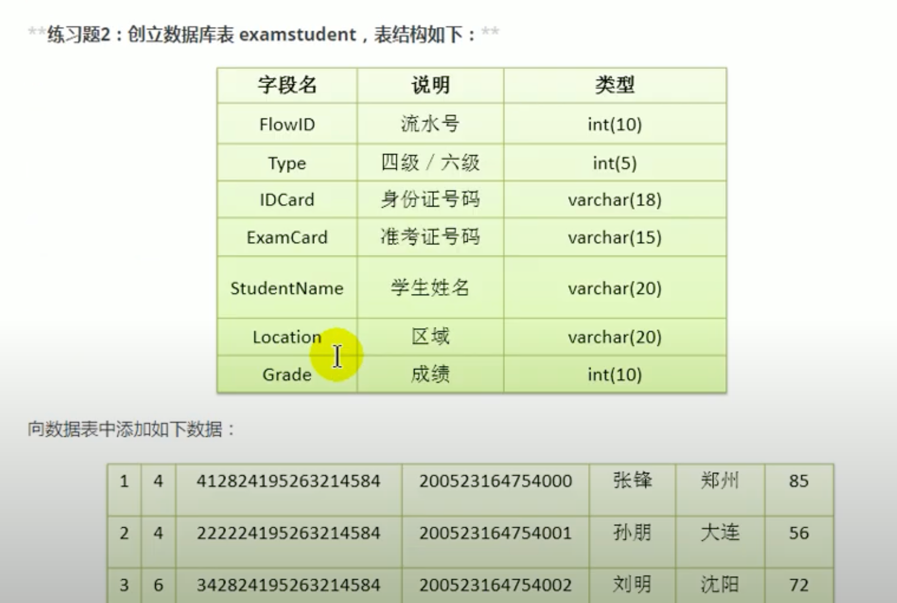 **练习题2：创立数据库表 examstudent，表结构如下：**
字段名 说明 类型
FlowID 流水号 int(10)
Type 四级 / 六级 int(5)
IDCard 身份证号码 varchar(18)
ExamCard 准考证号码 varchar(15)
StudentName 学生姓名 varchar(20)
Location 区域 varchar(20)
Grade 成绩 int(10)
向数据表中添加如下数据：
1 4 412824195263214584 200523164754000 张锋 郑州 85
2 4 222224195263214584 200523164754001 孙朋 大连 56
3 6 342824195263214584 200523164754002 刘明 沈阳 72